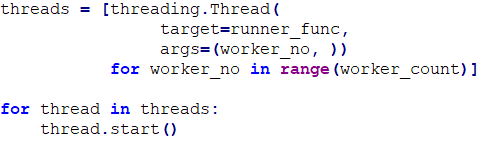 threads = [threading.Thread(
                target=runner_func,
                args=(worker_no, ))
           for worker_no in range(worker_count)]

for thread in threads:
    thread.start()